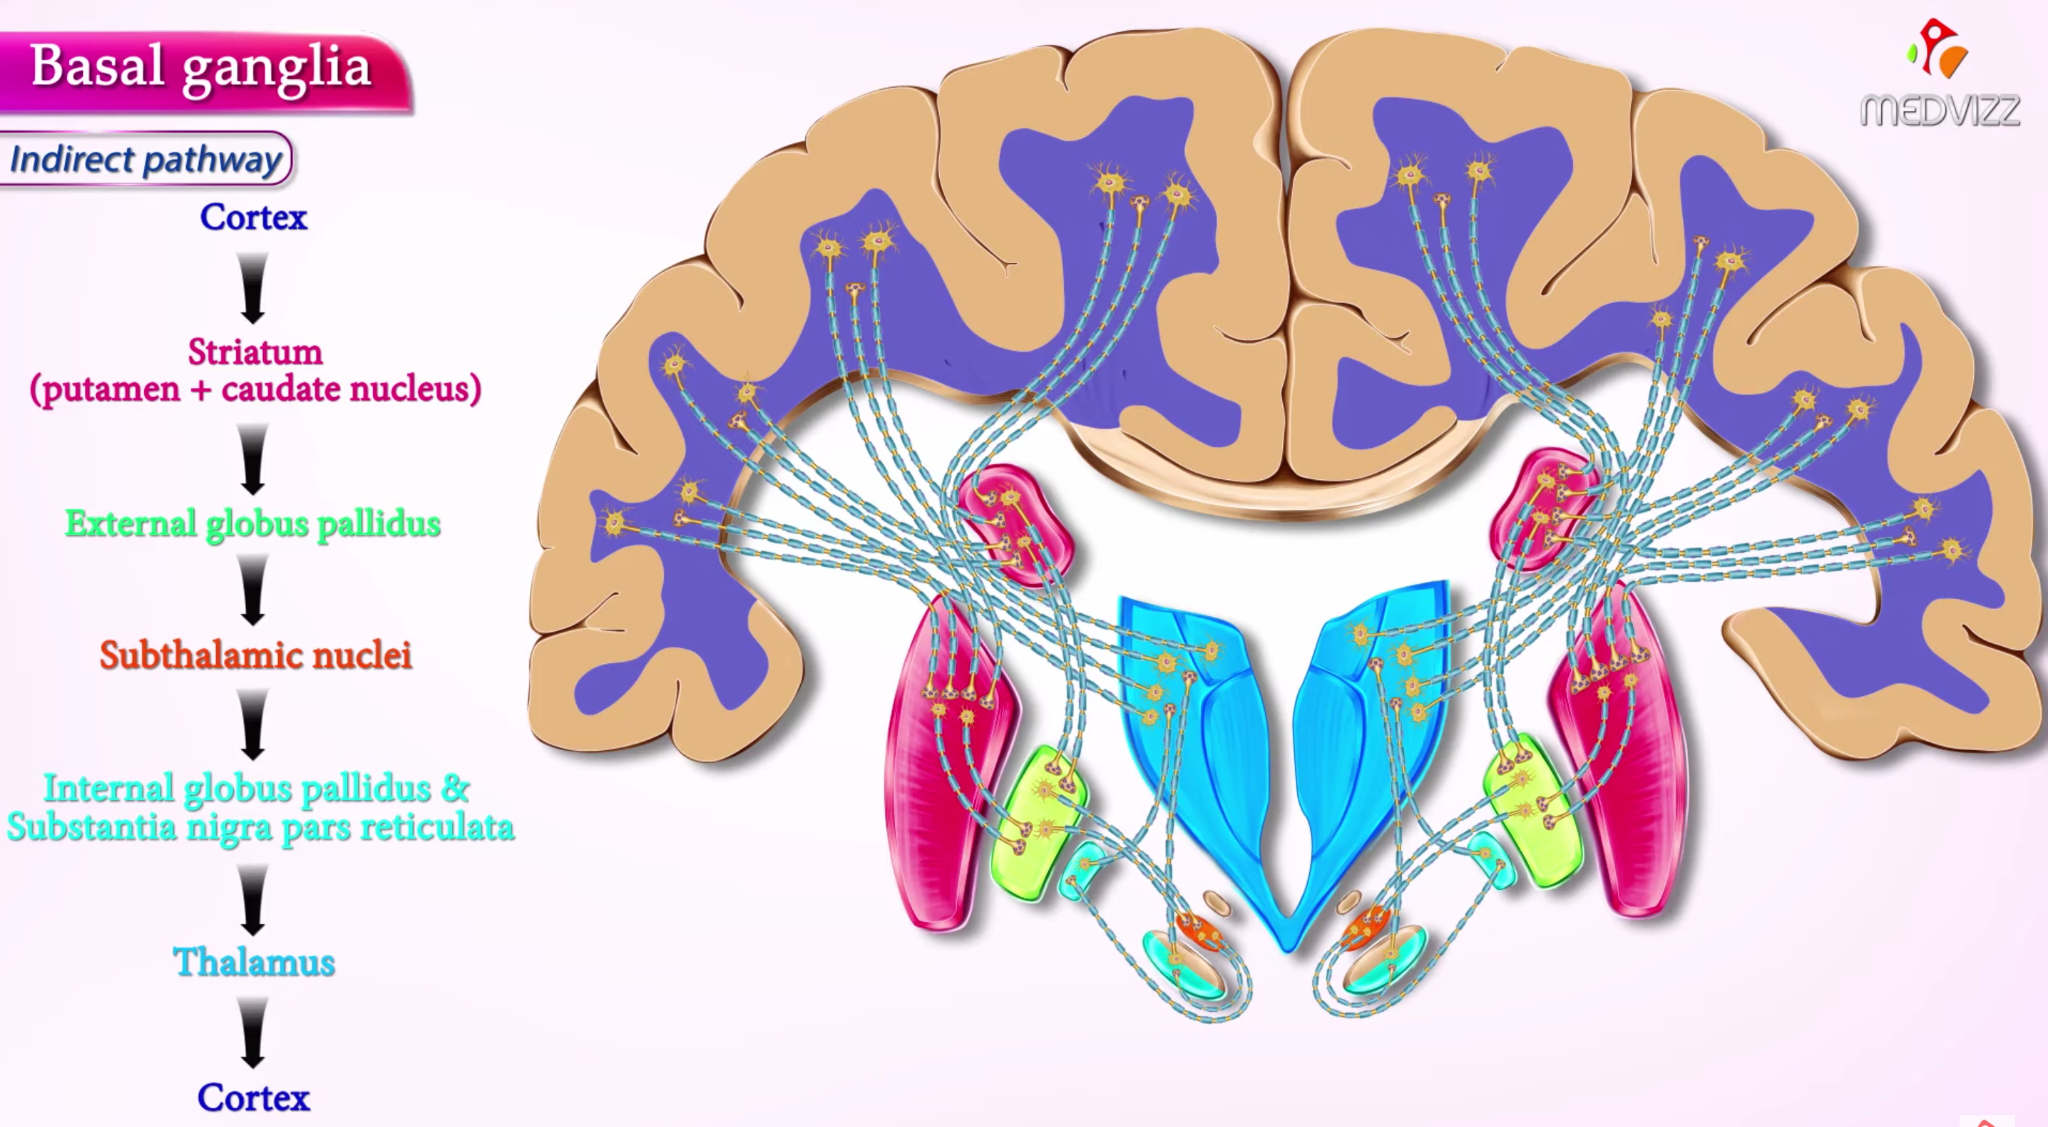 Basal ganglia
MEDVIZZ
Indirect pathway
Cortex
Striatum
(putamen + caudate nucleus)
External globus pallidus
Subthalamic nuclei
Internal globus pallidus &
Substantia nigra pars reticulata
Thalamus
Cortex